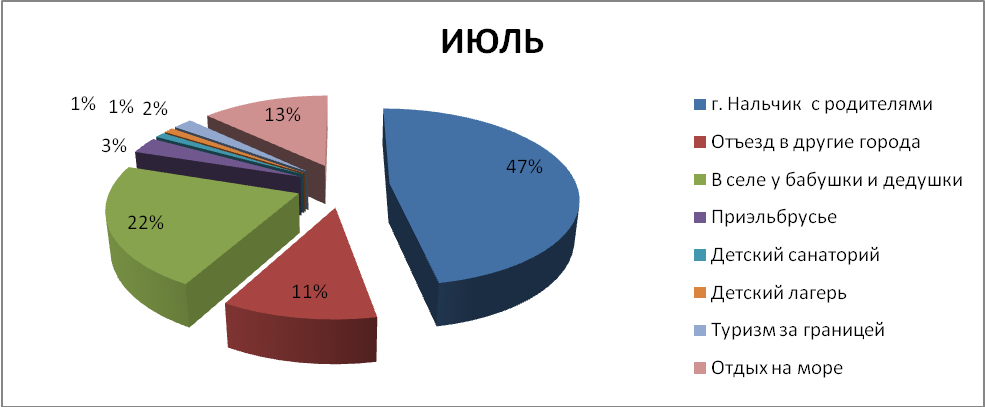 ИЮЛЬ
1% 1% 2%
13%
3%
47%
22%
11%
г. Нальчик с родителями
Отъезд в другие города
В селе у бабушки и дедушки
Приэльбрусье
Детский санаторий
Детский лагерь
Туризм за границей
Отдых на море